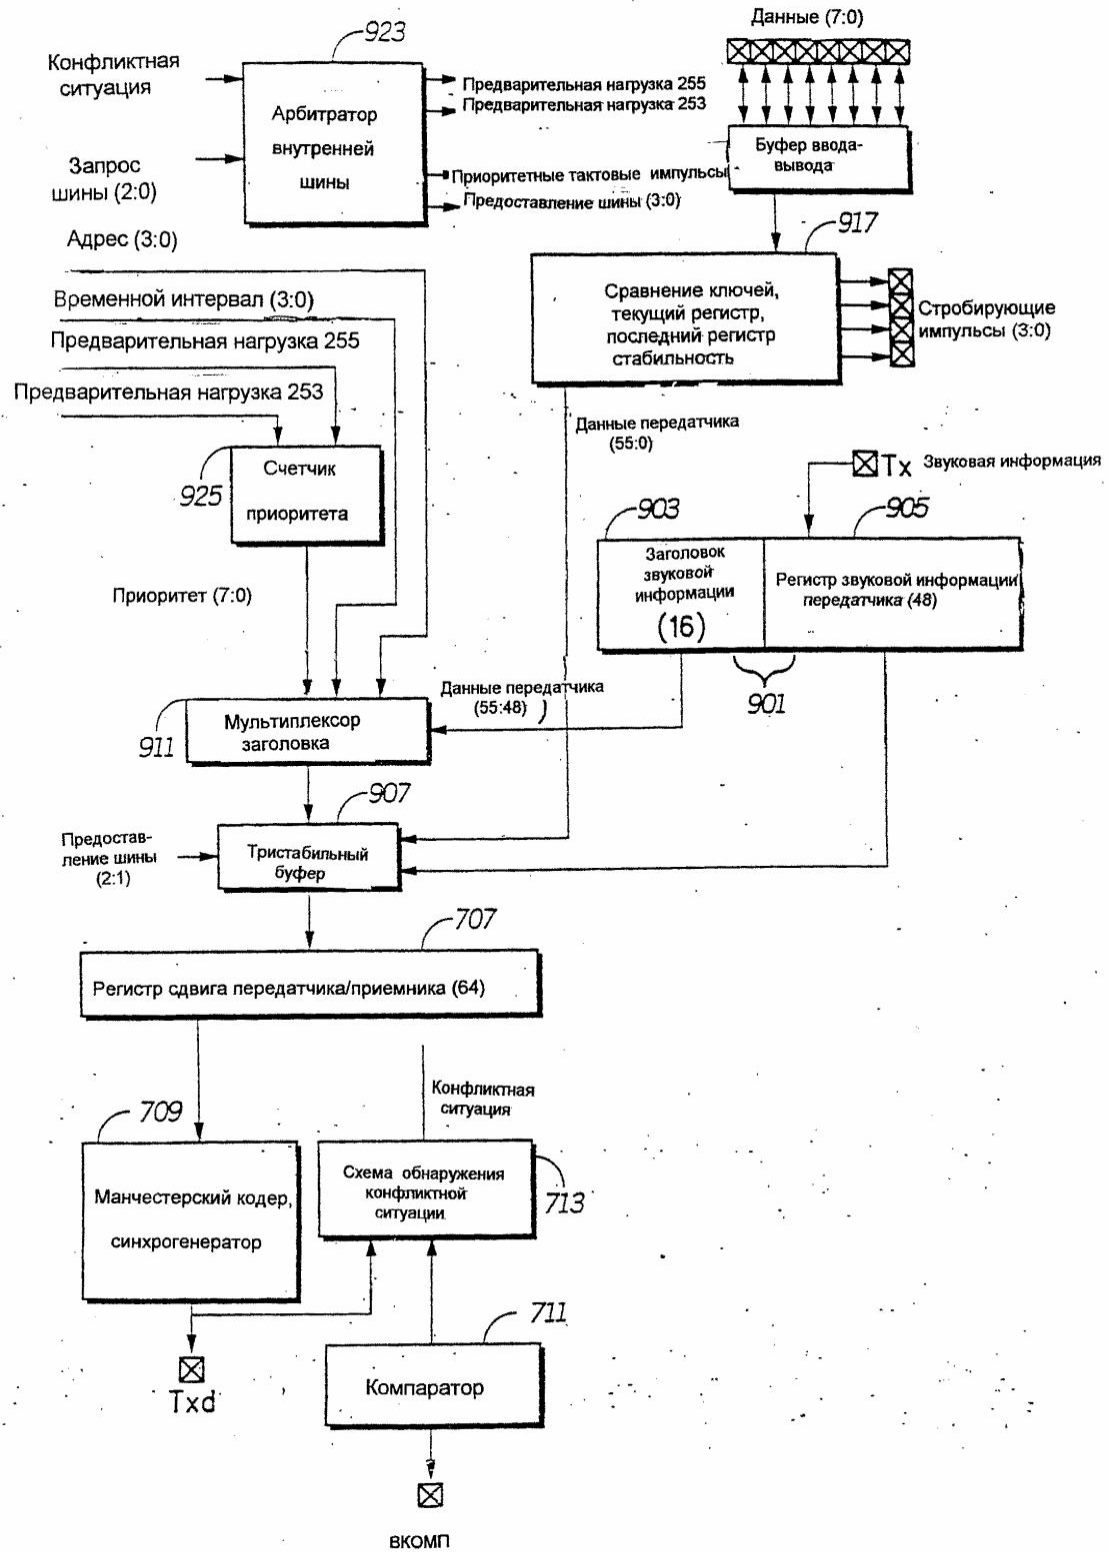 923
Данные (7:0)
Конфликтная
ситуация
Запрос
шины (2:0)
Арбитратор
внутренней
шины
Предварительная нагрузка 255
Предварительная нагрузка 253
Приоритетные тактовые импульсы
Предоставление шины (3:0)
Буфер ввода-
вывода
917
Адрес (3:0)
Временной интервал (3:0)
Предварительная нагрузка 255
Предварительная нагрузка 253
Сравнение ключей,
текущий регистр,
последний регистр
стабильность
Стробирующие
импульсы (3:0)
Данные передатчика
(55:0)
925
Счетчик
приоритета
Tx Звуковая информация
903
905
Заголовок
звуковой
информации
(16)
Регистр звуковой информации
передатчика (48)
901
Приоритет (7:0)
Данные передатчика
(55:48)
911
Мультиплексор
заголовка
907
Предостав-
ление шины
(2:1)
Тристабильный
буфер
707
Регистр сдвига передатчика/приемника (64)
Конфликтная
ситуация
709
Манчестерский кодер,
синхрогенератор
Схема обнаружения
конфликтной
ситуации
713
711
Компаратор
Txd
ВКОМП